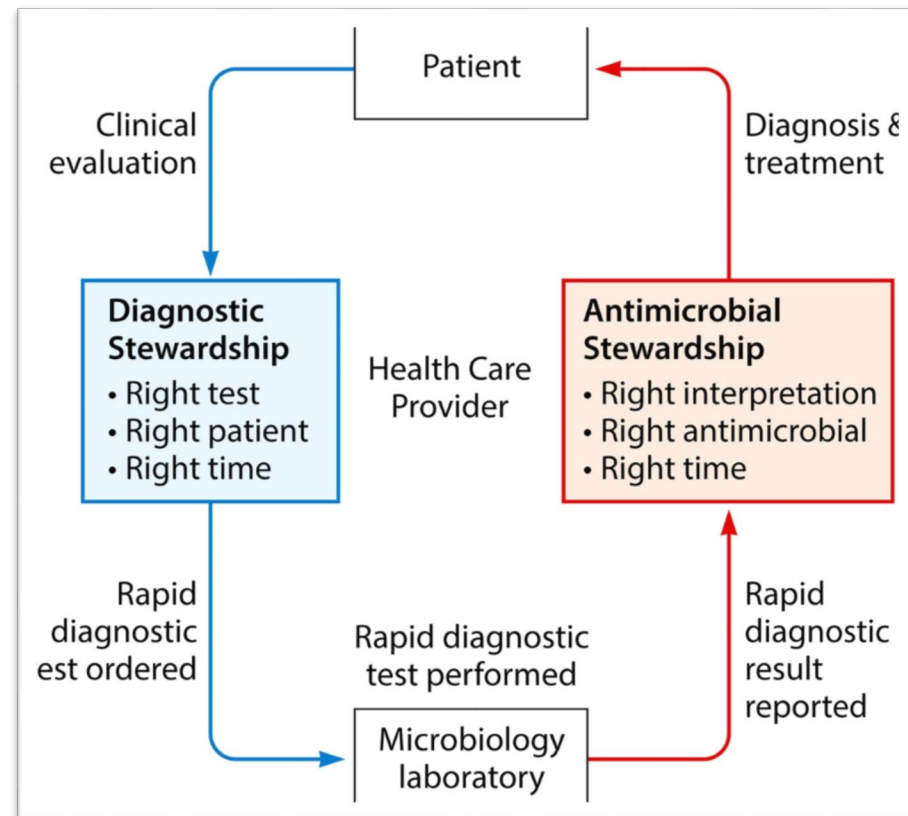 Patient
Clinical
evaluation
Diagnosis &
treatment
Diagnostic
Stewardship
• Right test
• Right patient
• Right time
Health Care
Provider
Antimicrobial
Stewardship
• Right interpretation
• Right antimicrobial
• Right time
Rapid
diagnostic
est ordered
Rapid diagnostic
test performed
Rapid
diagnostic
result
reported
Microbiology
laboratory